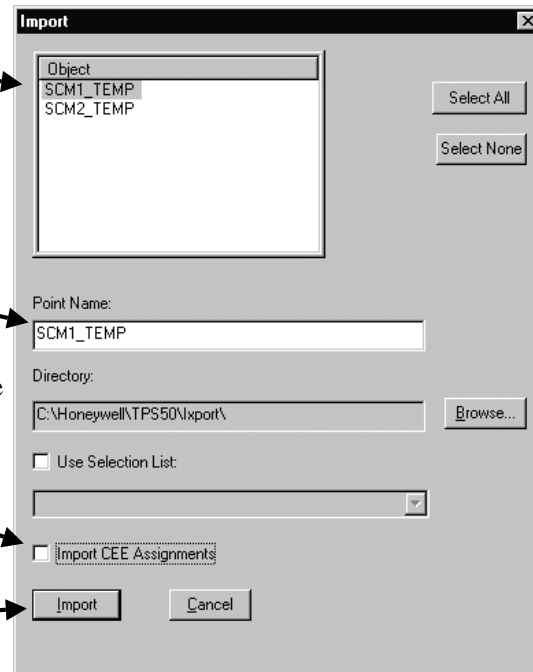 Import
Object
SCM1_TEMP
SCM2_TEMP
Select All
Select None
Point Name:
SCM1_TEMP
Directory:
C:\Honeywell\TPS50\Ixport\
Browse...
Use Selection List:
Import CEE Assignments
Import
Cancel